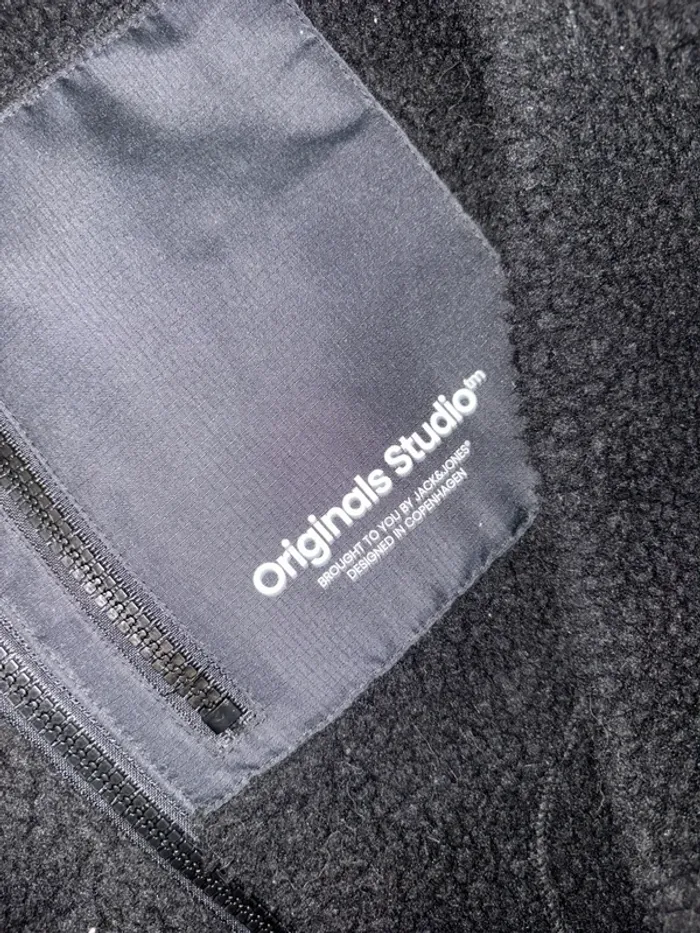 Originals Studio™
BROUGHT TO YOU BY JACK&JONES®
DESIGNED IN COPENHAGEN